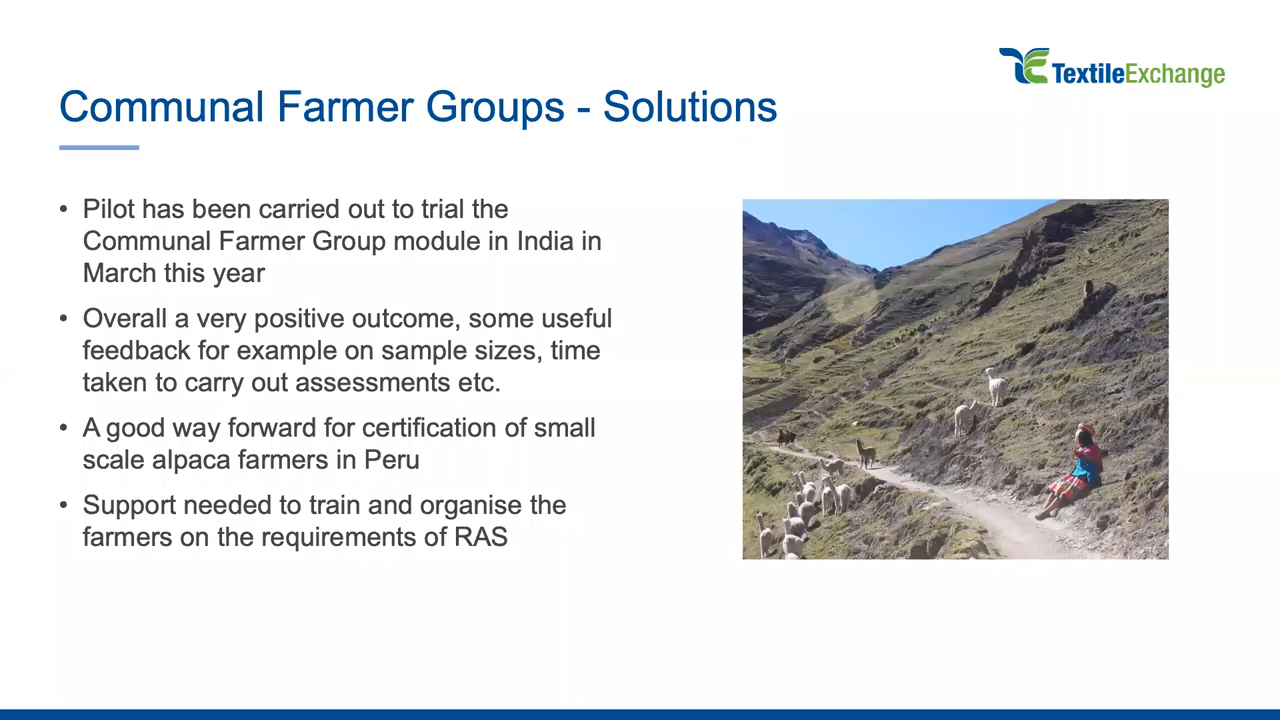 TextileExchange
Communal Farmer Groups - Solutions
• Pilot has been carried out to trial the
Communal Farmer Group module in India in
March this year
• Overall a very positive outcome, some useful
feedback for example on sample sizes, time
taken to carry out assessments etc.
• A good way forward for certification of small
scale alpaca farmers in Peru
• Support needed to train and organise the
farmers on the requirements of RAS